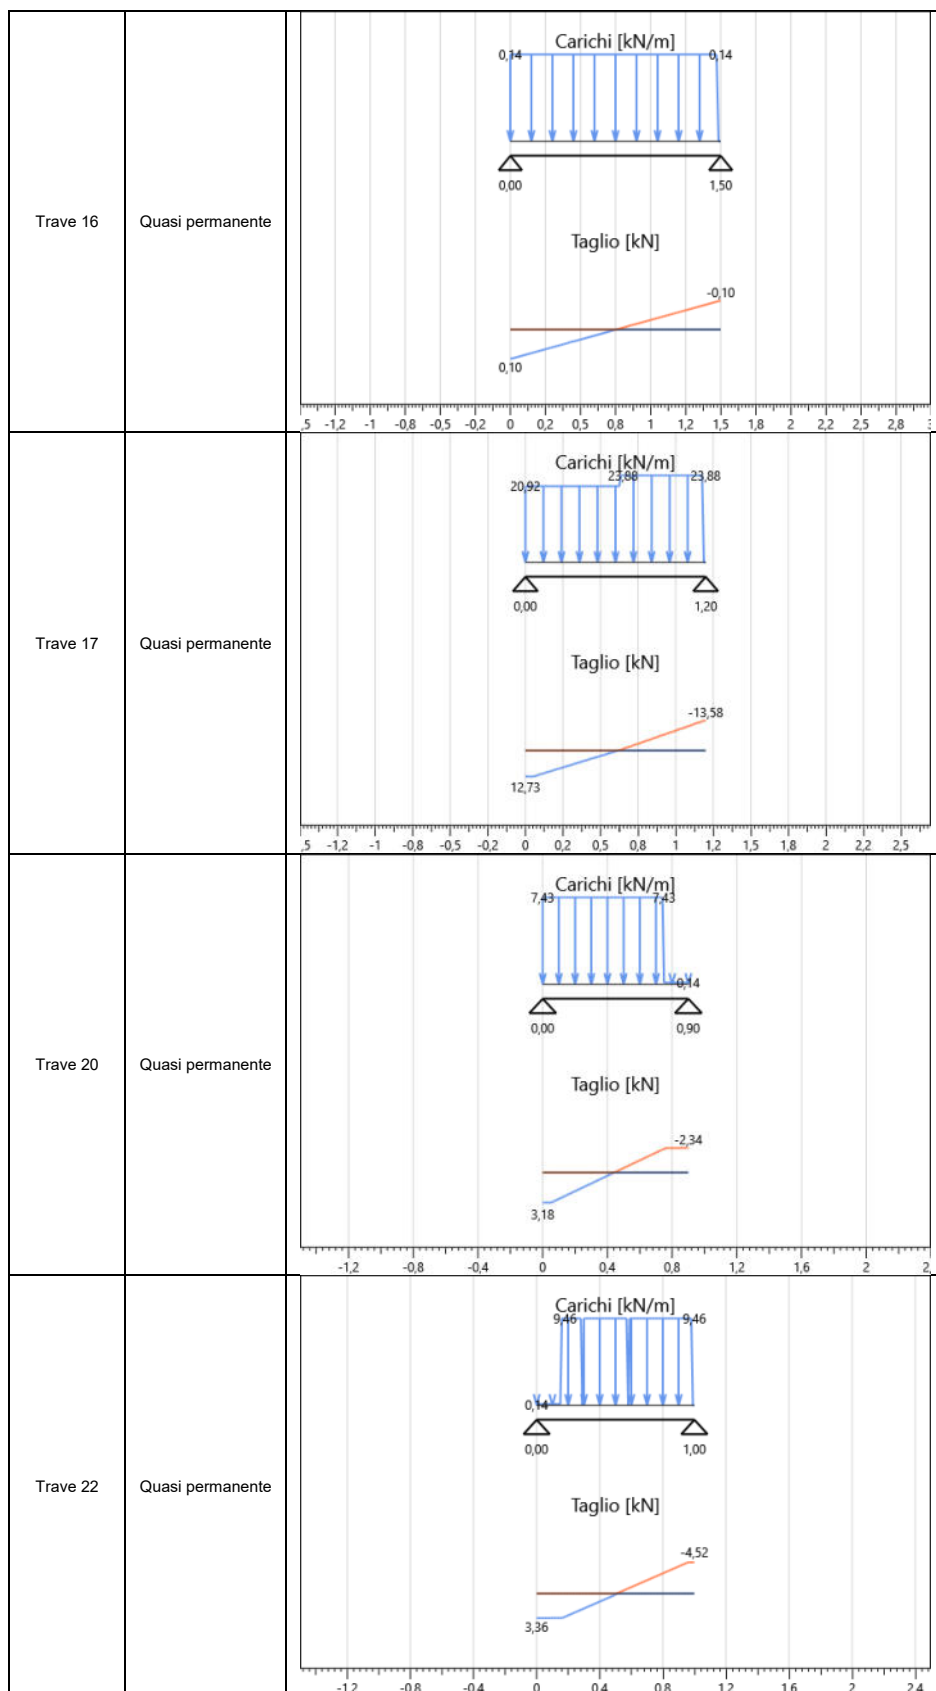 Carichi [kN/m]
0,14 0,14
0,00 1,50
Trave 16 Quasi permanente
Taglio [kN]
-0,10
0,10
,5 -1,2 -1 -0,8 -0,5 -0,2 0 0,2 0,5 0,8 1 1,2 1,5 1,8 2 2,2 2,5 2,8
Carichi [kN/m]
20,92 23,88 23,88
0,00 1,20
Trave 17 Quasi permanente
Taglio [kN]
-13,58
12,73
,5 -1,2 -1 -0,8 -0,5 -0,2 0 0,2 0,5 0,8 1 1,2 1,5 1,8 2 2,2 2,5
Carichi [kN/m]
7,43 7,43
0,14
0,00 0,90
Trave 20 Quasi permanente
Taglio [kN]
-2,34
3,18
-1,2 -0,8 -0,4 0 0,4 0,8 1,2 1,6 2 2,
Carichi [kN/m]
9,46 9,46
0,14
0,00 1,00
Trave 22 Quasi permanente
Taglio [kN]
-4,52
3,36
-1,2 -0,8 -0,4 0 0,4 0,8 1,2 1,6 2 2,4